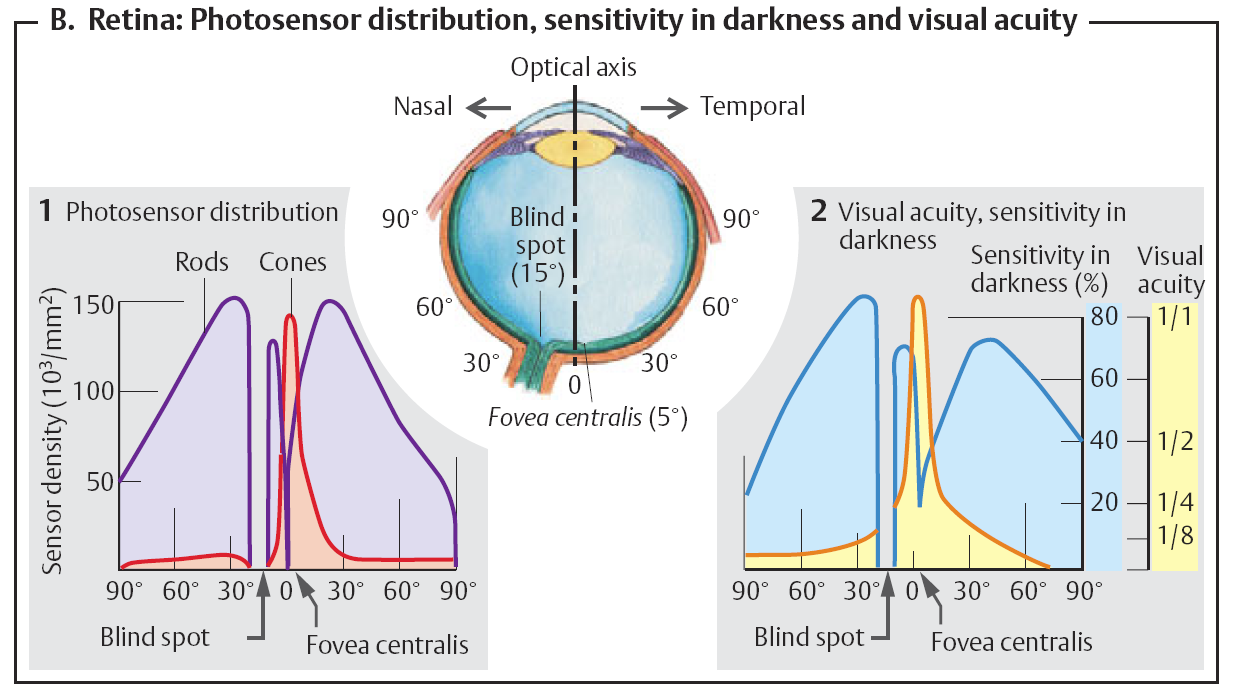 B. Retina: Photosensor distribution, sensitivity in darkness and visual acuity
Optical axis
Nasal
Temporal
90°
90°
Blind
spot
(15°)
60°
60°
30°
30°
0
Fovea centralis (5°)
1 Photosensor distribution
Rods
Cones
Sensor density (10³/mm²)
150
100
50
90° 60° 30° 0 30° 60° 90°
Blind spot
Fovea centralis
2 Visual acuity, sensitivity in
darkness
Sensitivity in
darkness (%)
Visual
acuity
80
1/1
60
40
1/2
20
1/4
1/8
90° 60° 30° 0 30° 60° 90°
Blind spot
Fovea centralis